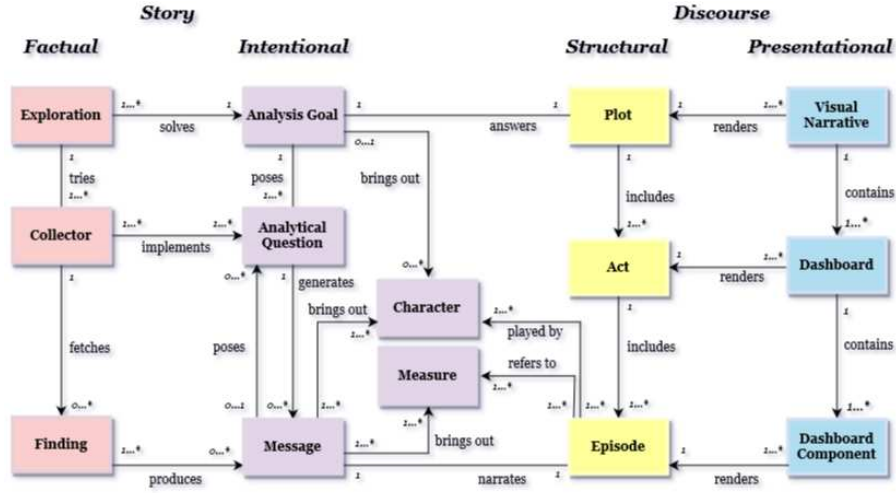 Story
Discourse
Factual
Intentional
Structural
Presentational
Exploration
1...*
solves
1
Analysis Goal
1
answers
1
Plot
1
renders
1...*
Visual
Narrative
1
tries
1...*
1
poses
1...*
0...1
brings out
0...*
1
includes
1...*
1
contains
1...*
Collector
1...*
implements
1...*
Analytical
Question
Act
1
renders
1...*
Dashboard
1
fetches
0...*
0...*
poses
0...1
1
generates
0...*
brings out
1...*
1...*
Character
1...*
played by
1...*
Measure
refers to
1...*
1...*
1
includes
1...*
1
contains
1...*
Finding
1...*
produces
0...*
Message
1...*
brings out
1...*
1
narrates
1
Episode
1
renders
1...*
Dashboard
Component